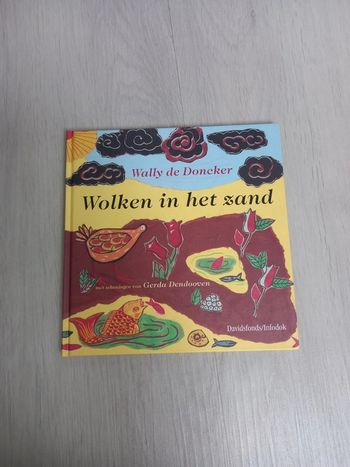 Wally de Doncker
Wolken in het zand
met tekeningen van Gerda Dendooven
Davidsfonds/Infodok